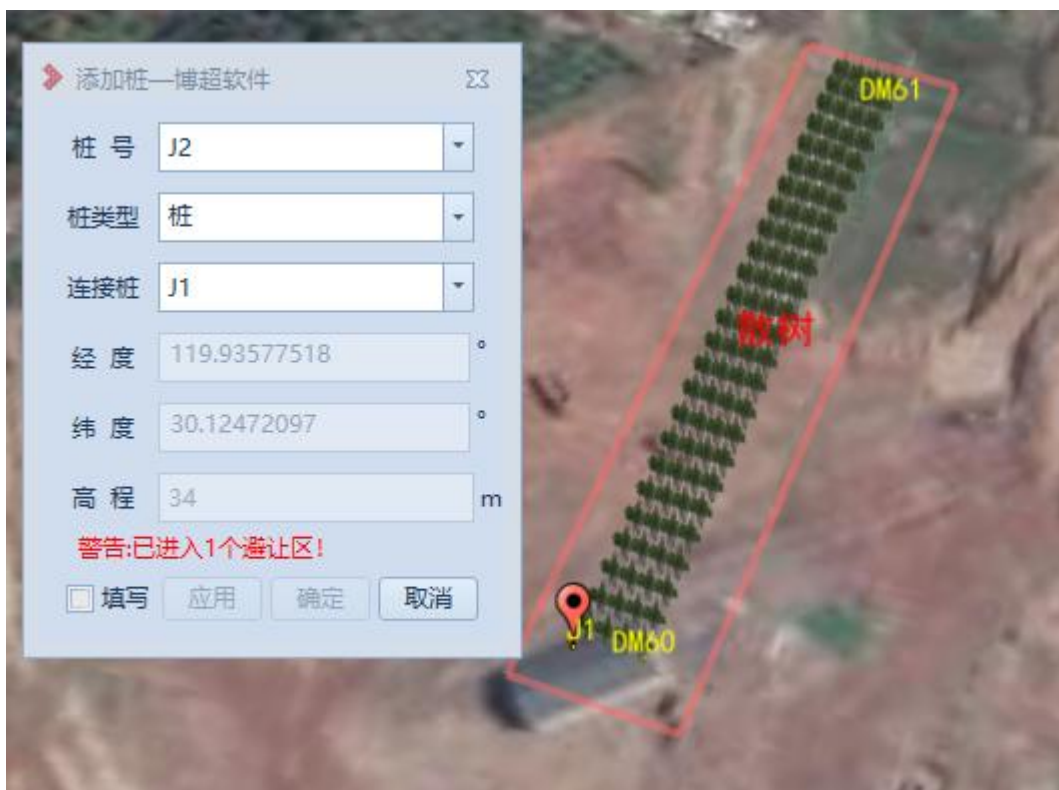 添加桩—博超软件
桩 号 J2
桩类型 桩
连接桩 J1
经 度 119.93577518 °
纬 度 30.12472097 °
高 程 34 m
警告:已进入1个避让区!
填写 应用 确定 取消
DM61
散树
J1
DM60